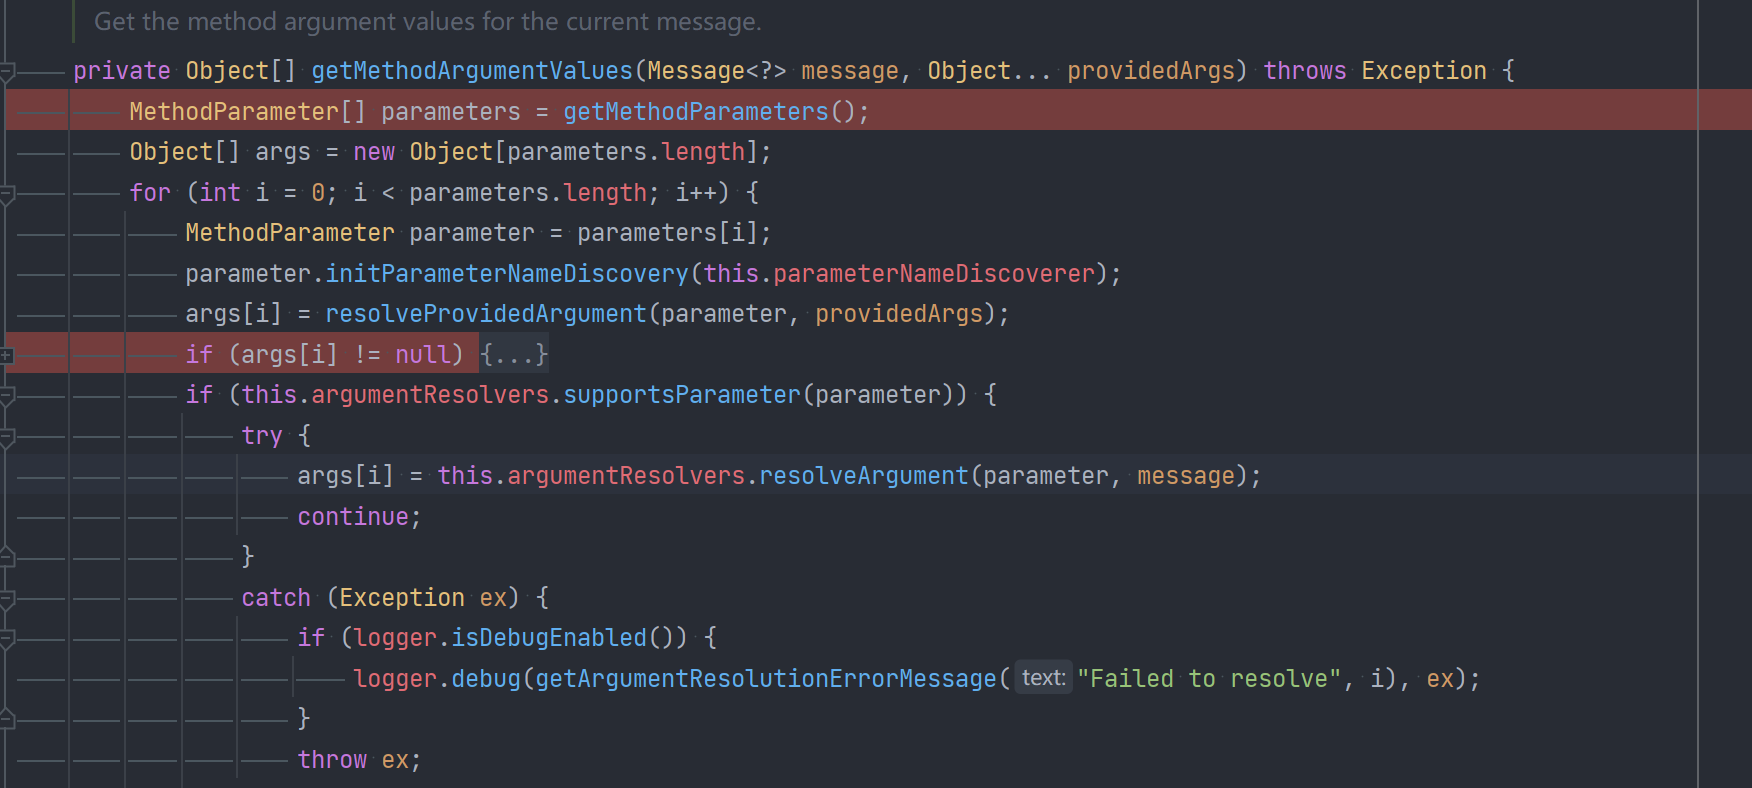 Get the method argument values for the current message.
private Object[] getMethodArgumentValues(Message<?> message, Object... providedArgs) throws Exception {
MethodParameter[] parameters = getMethodParameters();
Object[] args = new Object[parameters.length];
for (int i = 0; i < parameters.length; i++) {
MethodParameter parameter = parameters[i];
parameter.initParameterNameDiscovery(this.parameterNameDiscoverer);
args[i] = resolveProvidedArgument(parameter, providedArgs);
if (args[i] != null) {...}
if (this.argumentResolvers.supportsParameter(parameter)) {
try {
args[i] = this.argumentResolvers.resolveArgument(parameter, message);
continue;
}
catch (Exception ex) {
if (logger.isDebugEnabled()) {
logger.debug(getArgumentResolutionErrorMessage( text: "Failed to resolve", i), ex);
}
throw ex;